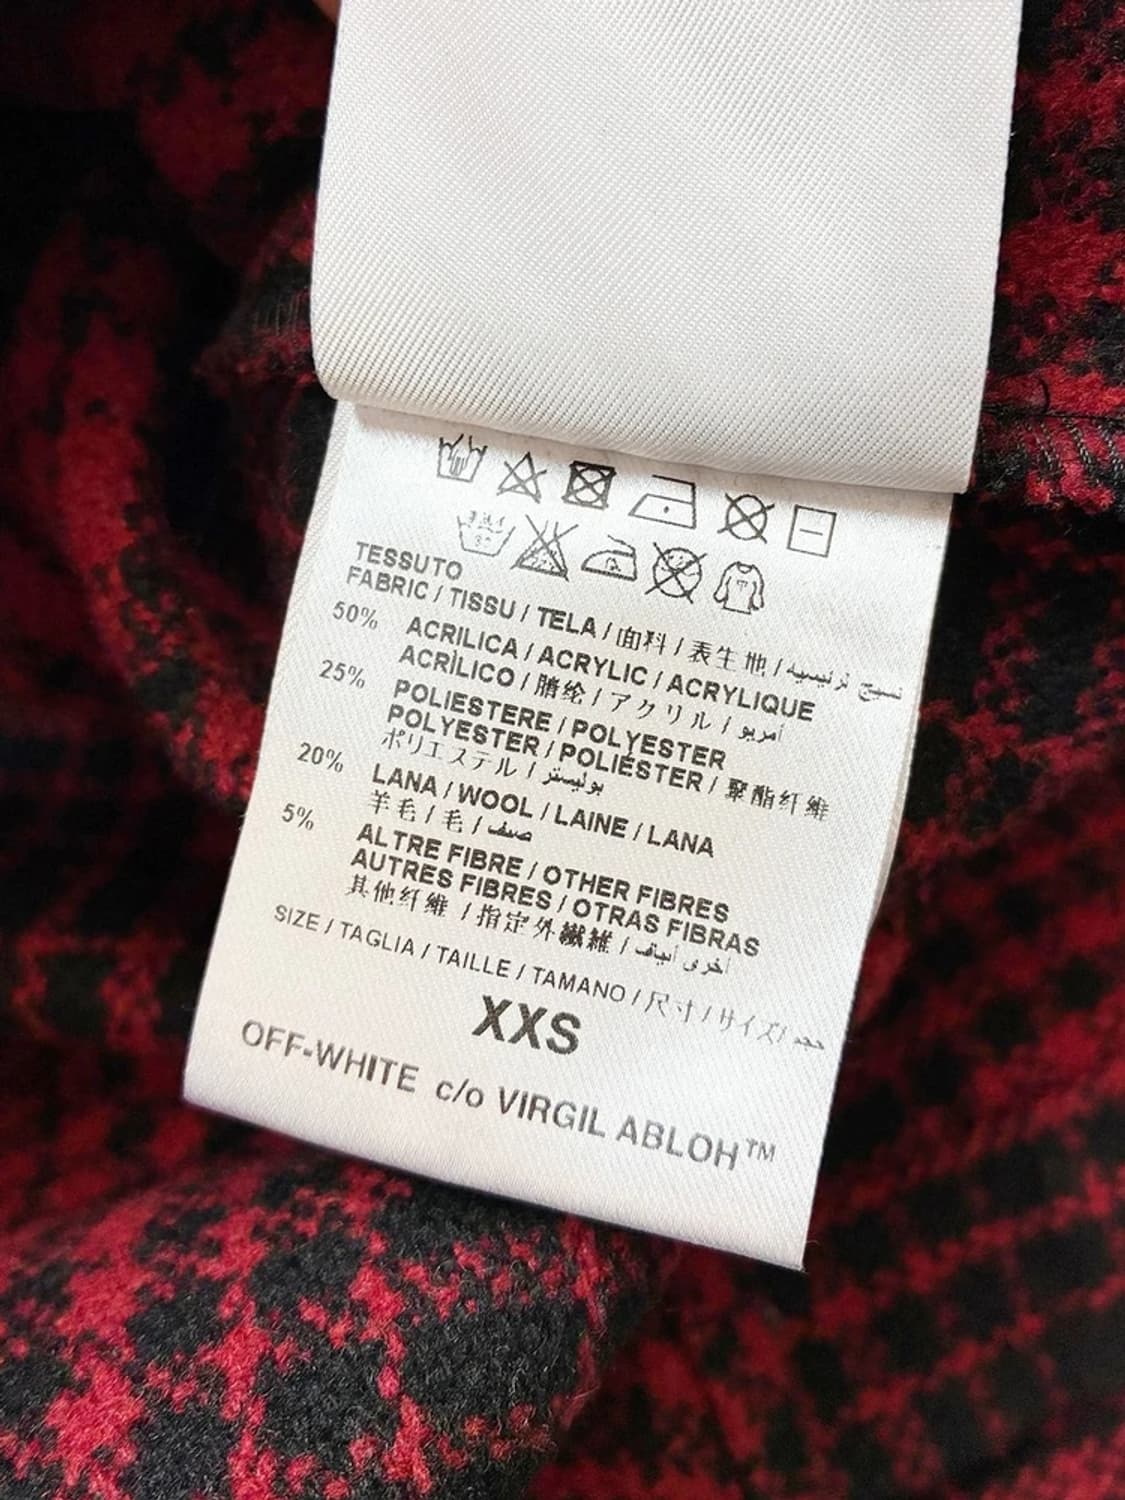 TESSUTO
FABRIC / TISSU / TELA / 面料 / 表生地 / نسيج
50% ACRILICA / ACRYLIC / ACRYLIQUE
ACRÌLICO / 腈纶 / アクリル /
25% POLIESTERE / POLYESTER
POLYESTER / POLIÉSTER / 聚酯纤维
ポリエステル / بوليستر
20% LANA / WOOL / LAINE / LANA
羊毛 / 毛 / صوف
5% ALTRE FIBRE / OTHER FIBRES
AUTRES FIBRES / OTRAS FIBRAS
其他纤维 / 指定外繊維 / أخرى ألياف
SIZE / TAGLIA / TAILLE / TAMANO / 尺寸 / サイズ / حجم
XXS
OFF-WHITE c/o VIRGIL ABLOH™